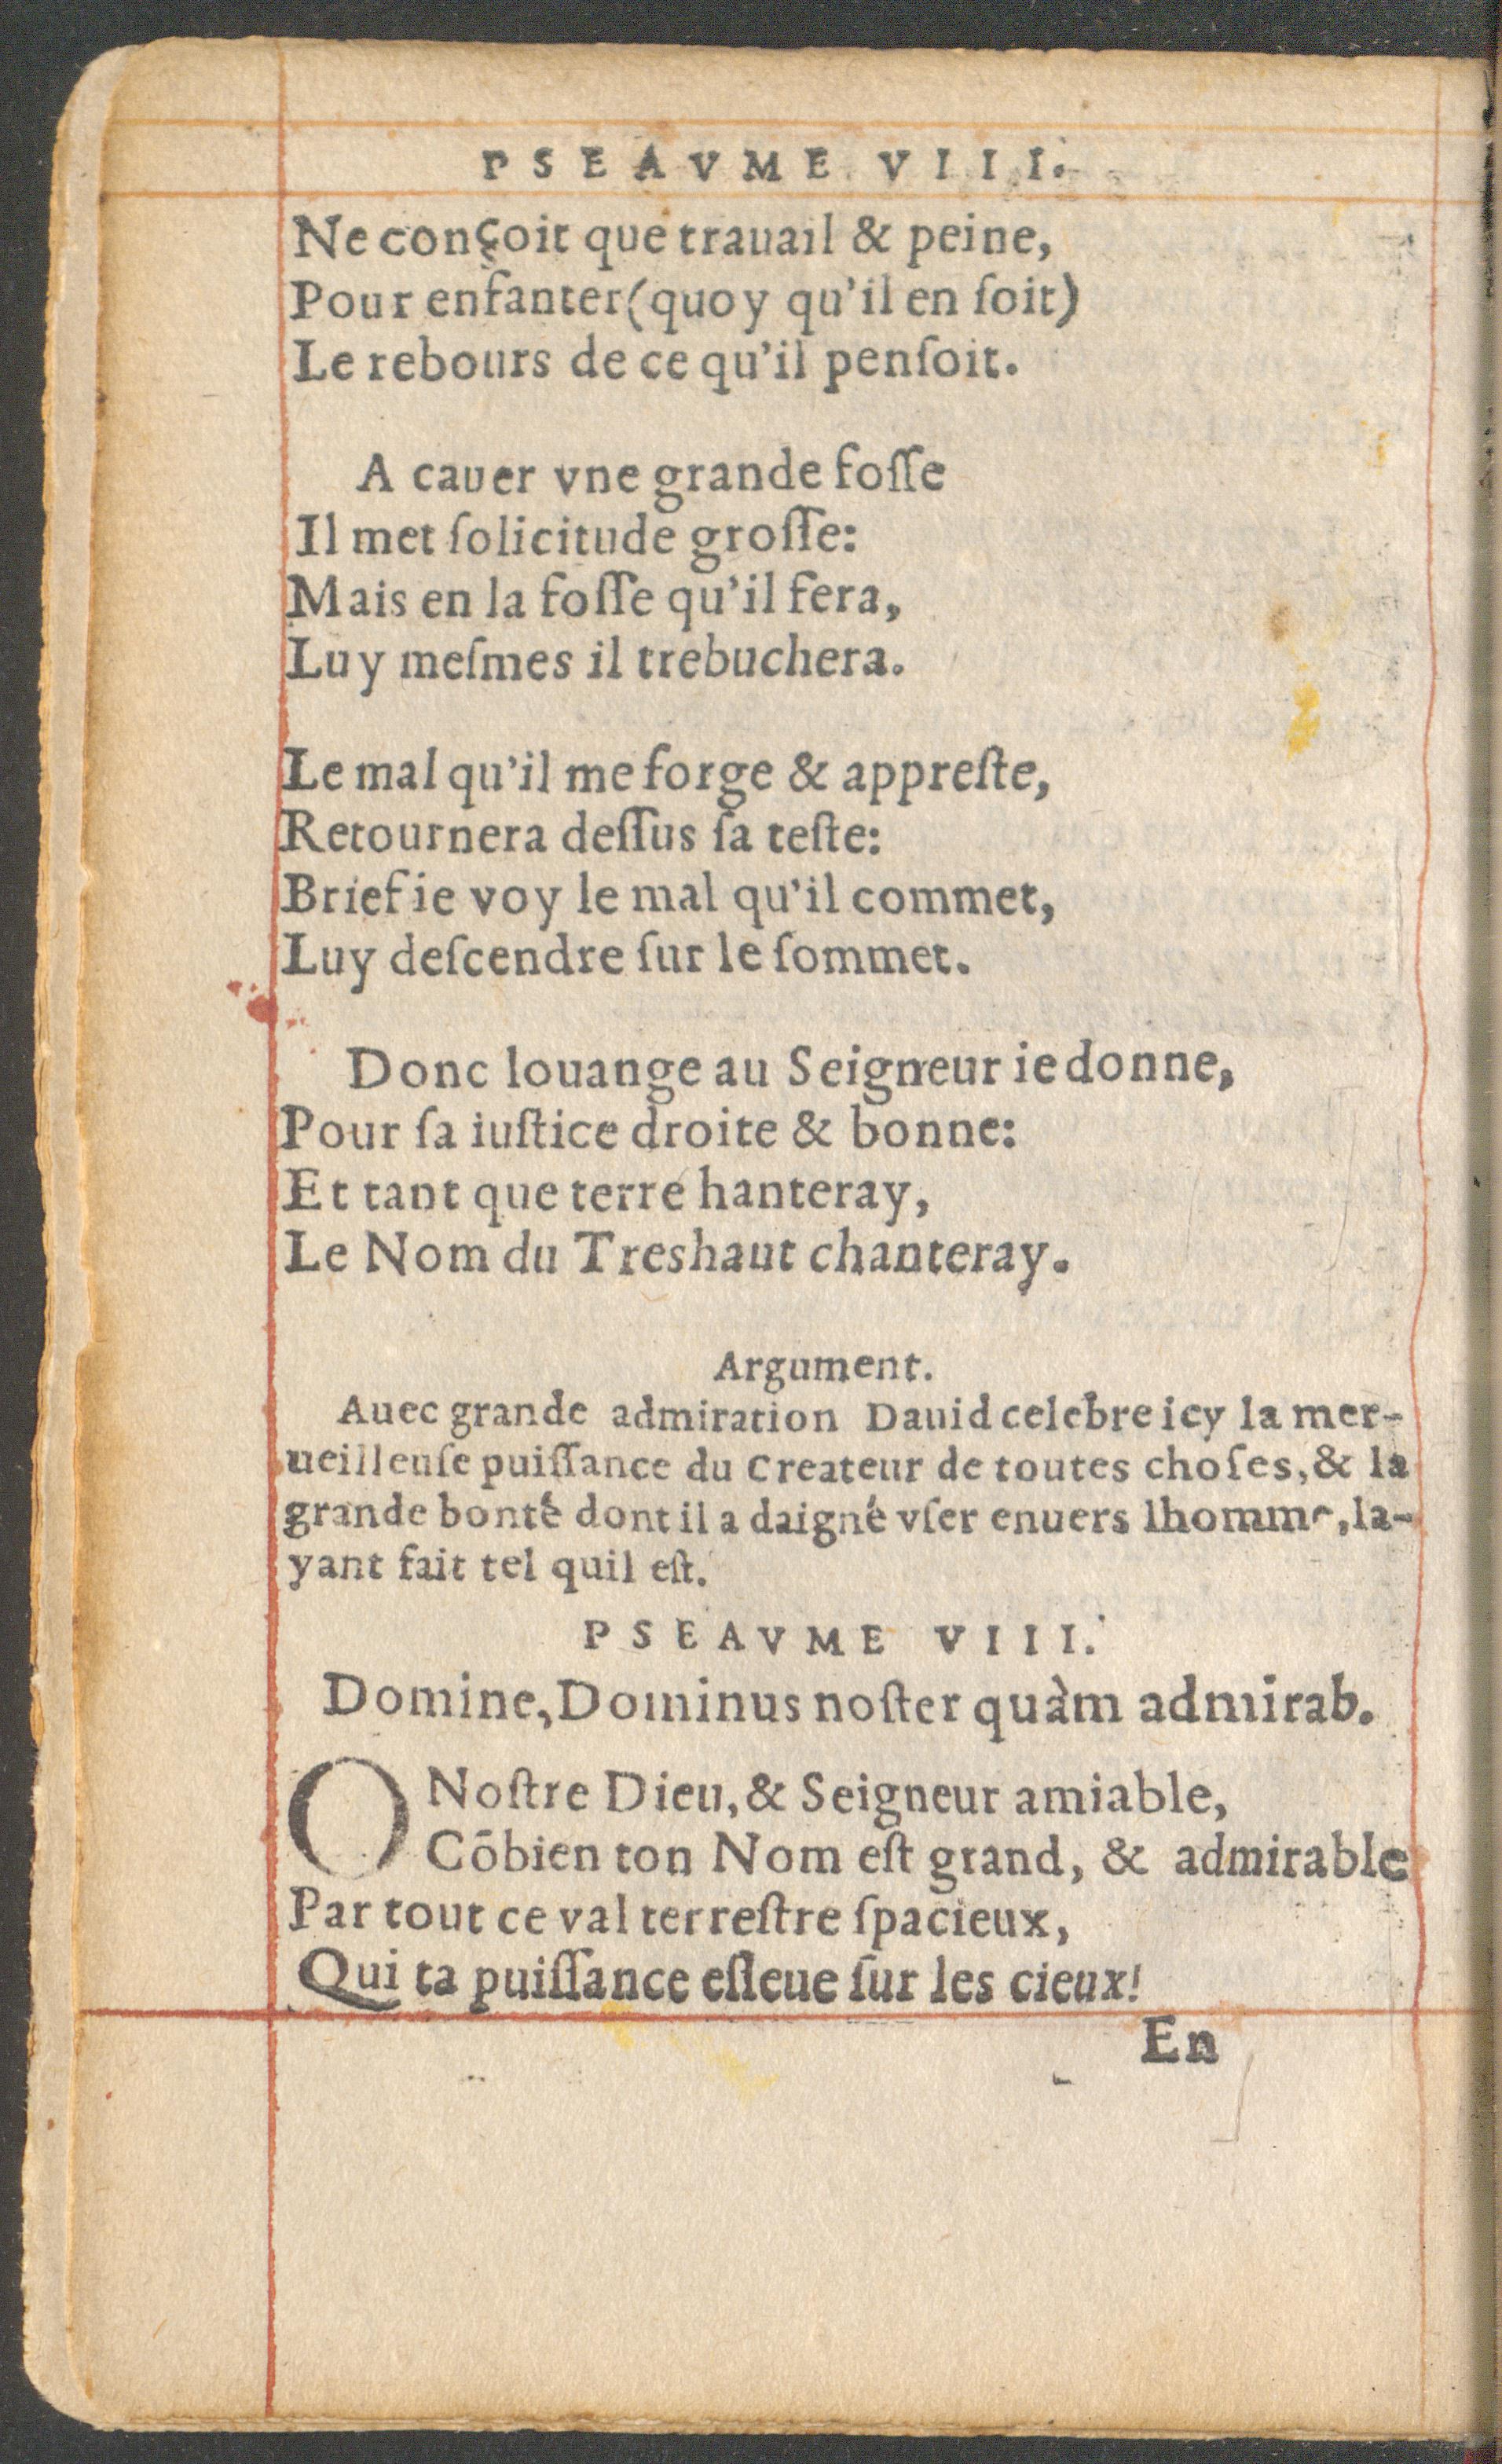 PSEAVME VIII.
Ne conçoit que trauail & peine,
Pour enfanter (quoy qu'il en ſoit)
Le rebours de ce qu'il penſoit.
A caver vne grande foſſe
Il met ſolicitude groſſe:
Mais en la foſſe qu'il fera,
Luy meſmes il trebuchera.
Le mal qu'il me forge & appreſte,
Retournera deſſus ſa teſte:
Brief ie voy le mal qu'il commet,
Luy deſcendre ſur le ſommet.
Donc louange au Seigneur ie donne,
Pour ſa iuſtice droite & bonne:
Et tant que terre hanteray,
Le Nom du Treshaut chanteray.
Argument.
Auec grande admiration Dauid celebre icy la mer-
ueilleuſe puiſſance du Createur de toutes choſes, & la
grande bonté dont il a daigné vſer enuers lhomme, la-
yant fait tel quil eſt.
PSEAVME VIII.
Domine, Dominus noſter quàm admirab.
O Noſtre Dieu, & Seigneur amiable,
Cōbien ton Nom eſt grand, & admirable
Par tout ce val terreſtre ſpacieux,
Qui ta puiſſance eſleue ſur les cieux!
En